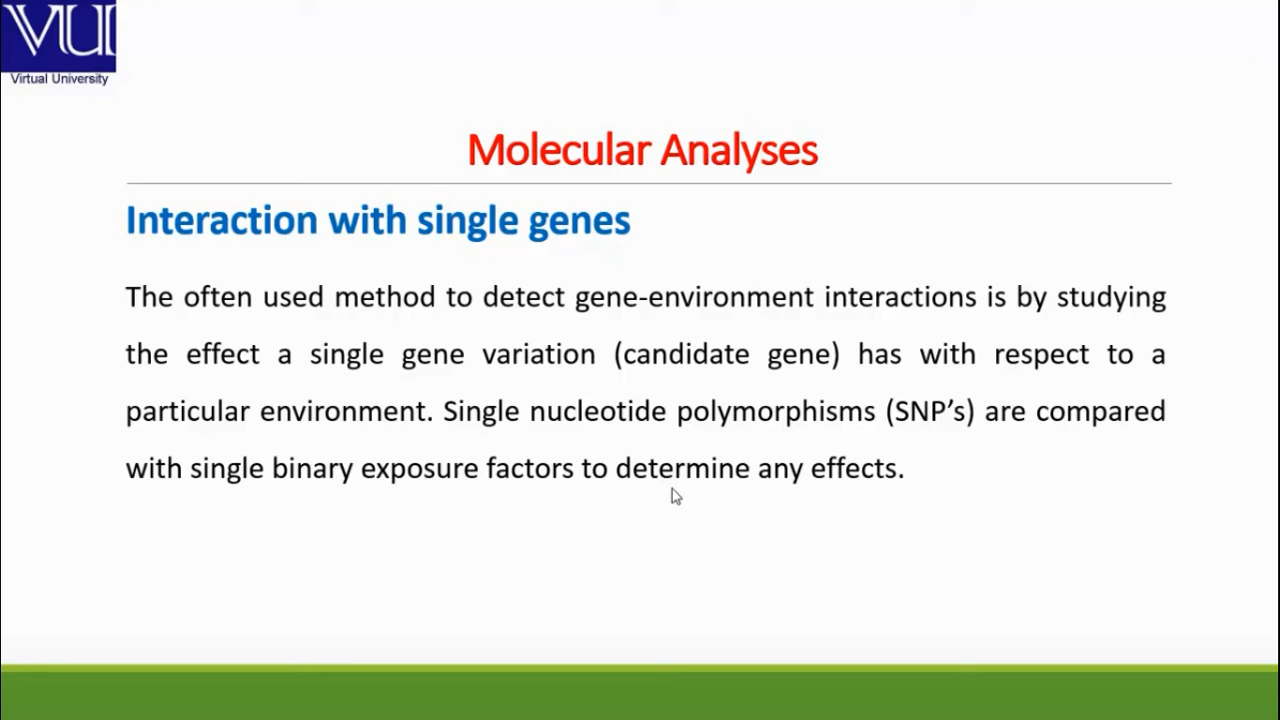 VU
Virtual University
Molecular Analyses
Interaction with single genes
The often used method to detect gene-environment interactions is by studying
the effect a single gene variation (candidate gene) has with respect to a
particular environment. Single nucleotide polymorphisms (SNP’s) are compared
with single binary exposure factors to determine any effects.